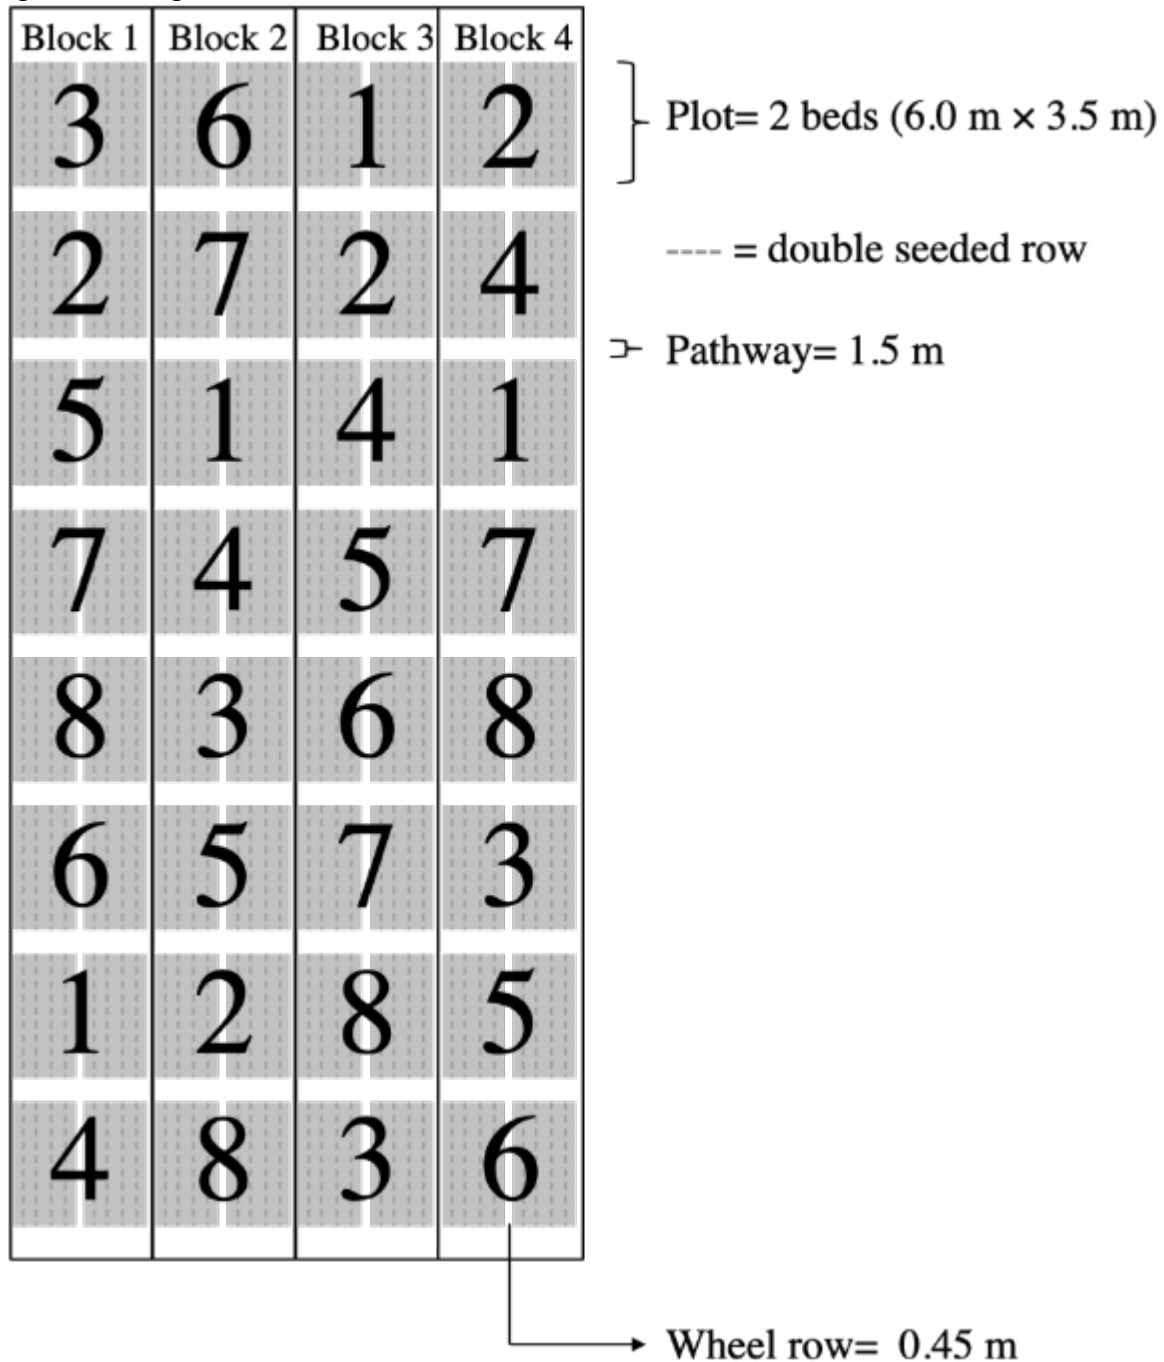 Block 1 Block 2 Block 3 Block 4
3 6 1 2
Plot= 2 beds (6.0 m × 3.5 m)
2 7 2 4
---- = double seeded row
Pathway= 1.5 m
5 1 4 1
7 4 5 7
8 3 6 8
6 5 7 3
1 2 8 5
4 8 3 6
Wheel row= 0.45 m